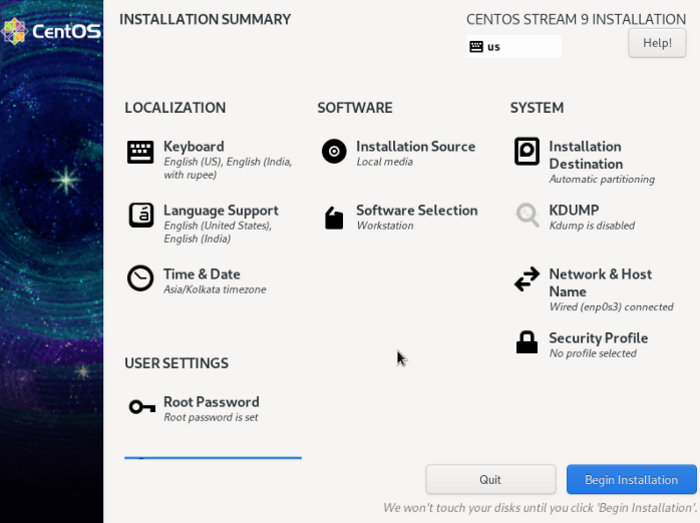 CentOS
INSTALLATION SUMMARY
CENTOS STREAM 9 INSTALLATION
us
Help!
LOCALIZATION
Keyboard
English (US), English (India,
with rupee)
Language Support
English (United States),
English (India)
Time & Date
Asia/Kolkata timezone
USER SETTINGS
Root Password
Root password is set
SOFTWARE
Installation Source
Local media
Software Selection
Workstation
SYSTEM
Installation
Destination
Automatic partitioning
KDUMP
Kdump is disabled
Network & Host
Name
Wired (enp0s3) connected
Security Profile
No profile selected
Quit
Begin Installation
We won't touch your disks until you click 'Begin Installation'.